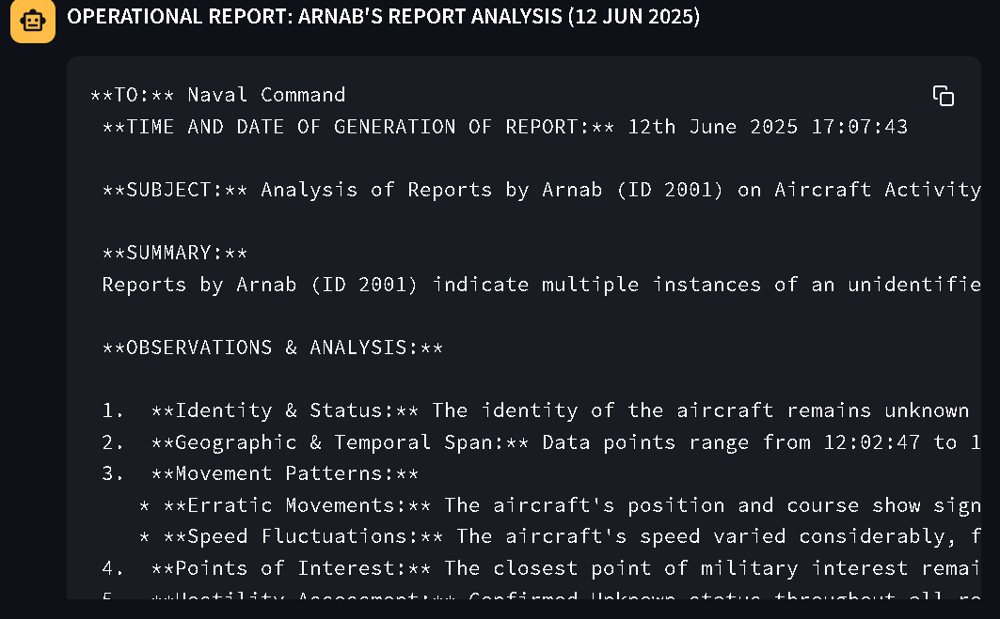 OPERATIONAL REPORT: ARNAB'S REPORT ANALYSIS (12 JUN 2025)
**TO:** Naval Command
**TIME AND DATE OF GENERATION OF REPORT:** 12th June 2025 17:07:43
**SUBJECT:** Analysis of Reports by Arnab (ID 2001) on Aircraft Activity
**SUMMARY:**
Reports by Arnab (ID 2001) indicate multiple instances of an unidentifie
**OBSERVATIONS & ANALYSIS:**
1. **Identity & Status:** The identity of the aircraft remains unknown
2. **Geographic & Temporal Span:** Data points range from 12:02:47 to 1
3. **Movement Patterns:**
* **Erratic Movements:** The aircraft's position and course show sign
* **Speed Fluctuations:** The aircraft's speed varied considerably, f
4. **Points of Interest:** The closest point of military interest remai
5. **Hostility Assessment:** Confirmed Unknown status throughout all re